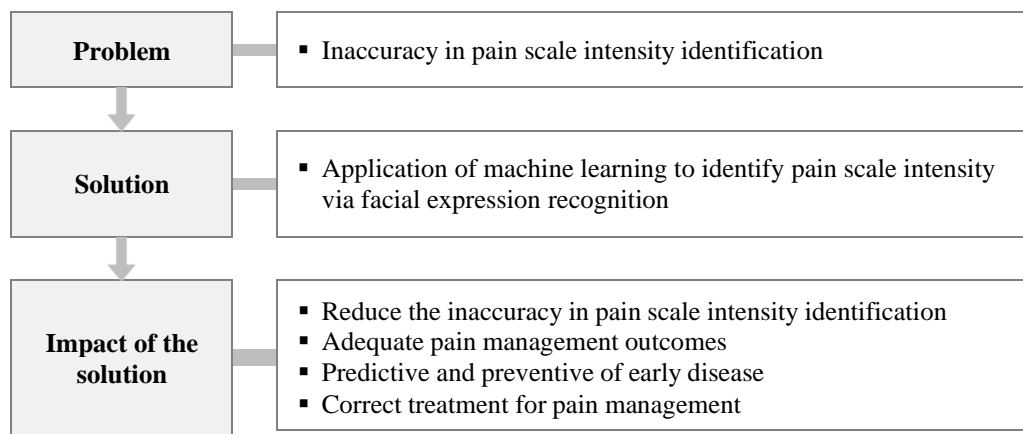 Problem
▪ Inaccuracy in pain scale intensity identification
Solution
▪ Application of machine learning to identify pain scale intensity
via facial expression recognition
Impact of the
solution
▪ Reduce the inaccuracy in pain scale intensity identification
▪ Adequate pain management outcomes
▪ Predictive and preventive of early disease
▪ Correct treatment for pain management